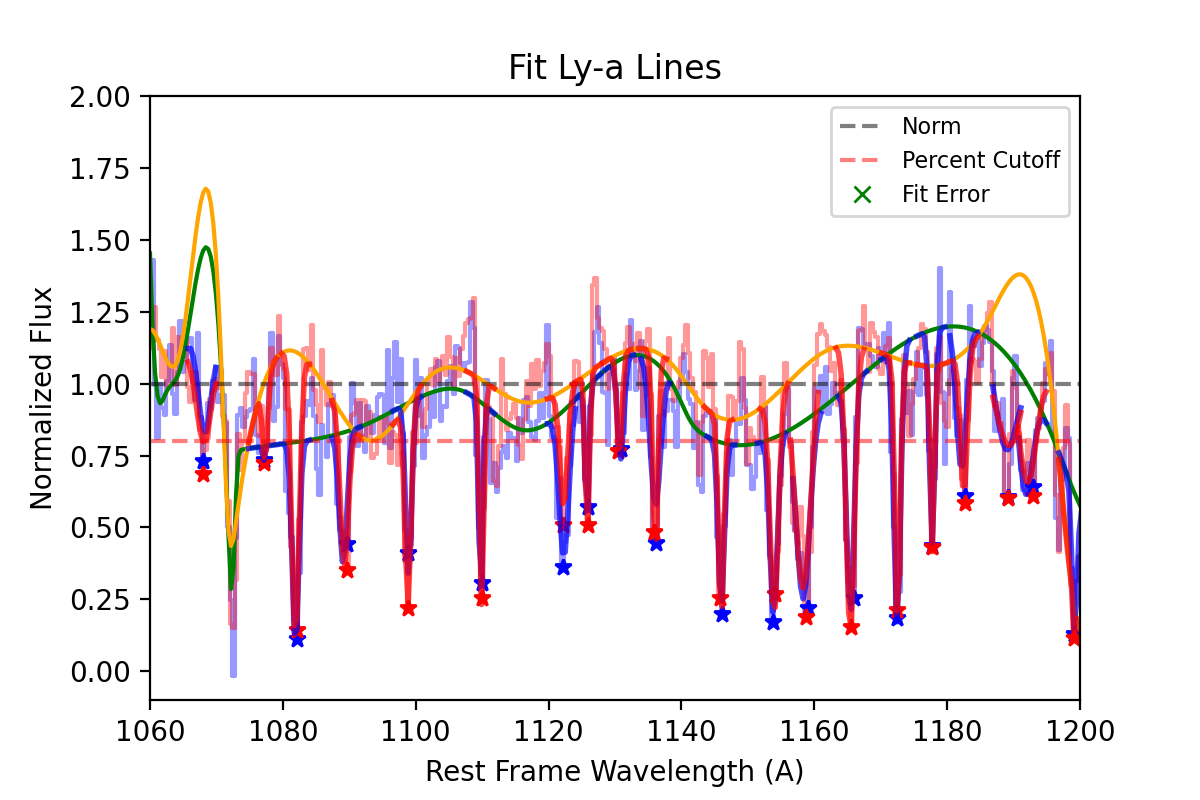 Fit Ly-a Lines
Norm
Percent Cutoff
Fit Error
Normalized Flux
2.00
1.75
1.50
1.25
1.00
0.75
0.50
0.25
0.00
1060 1080 1100 1120 1140 1160 1180 1200
Rest Frame Wavelength (A)